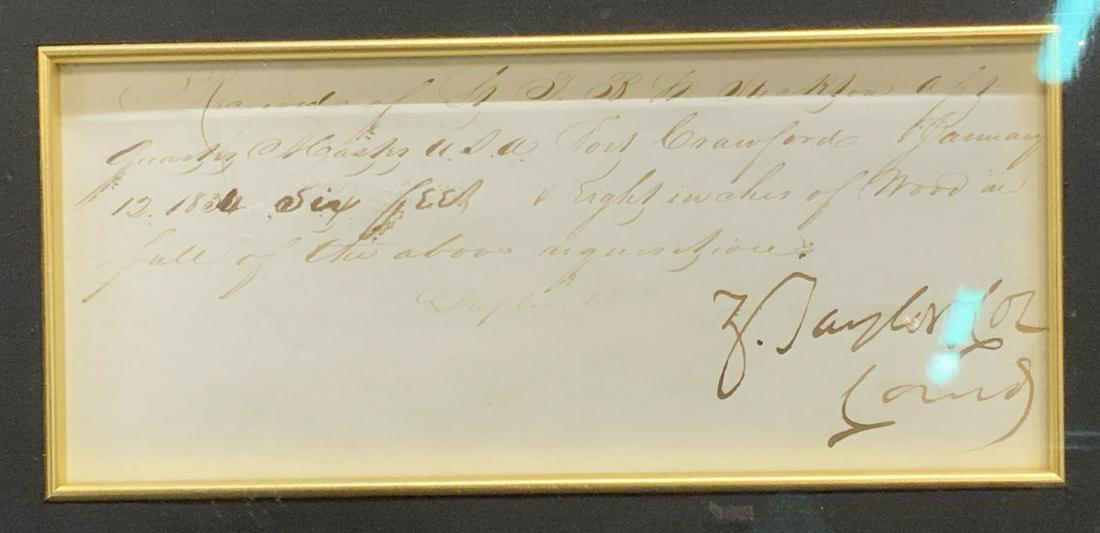 Received of Lt T. B. W. Stockton Asst
Quarter Master U.S.A. Fort Crawford January
12. 1834 Six feet & Eight inches of Wood in
full of the above requisition.
Duplicate
Z. Taylor Col
Comd